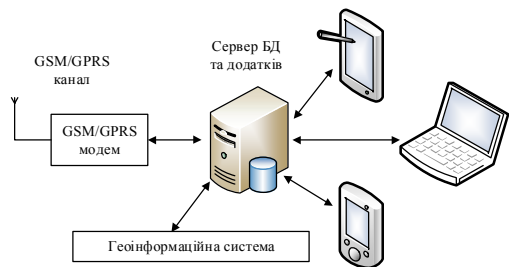 GSM/GPRS
канал
GSM/GPRS
модем
Сервер БД
та додатків
Геоінформаційна система